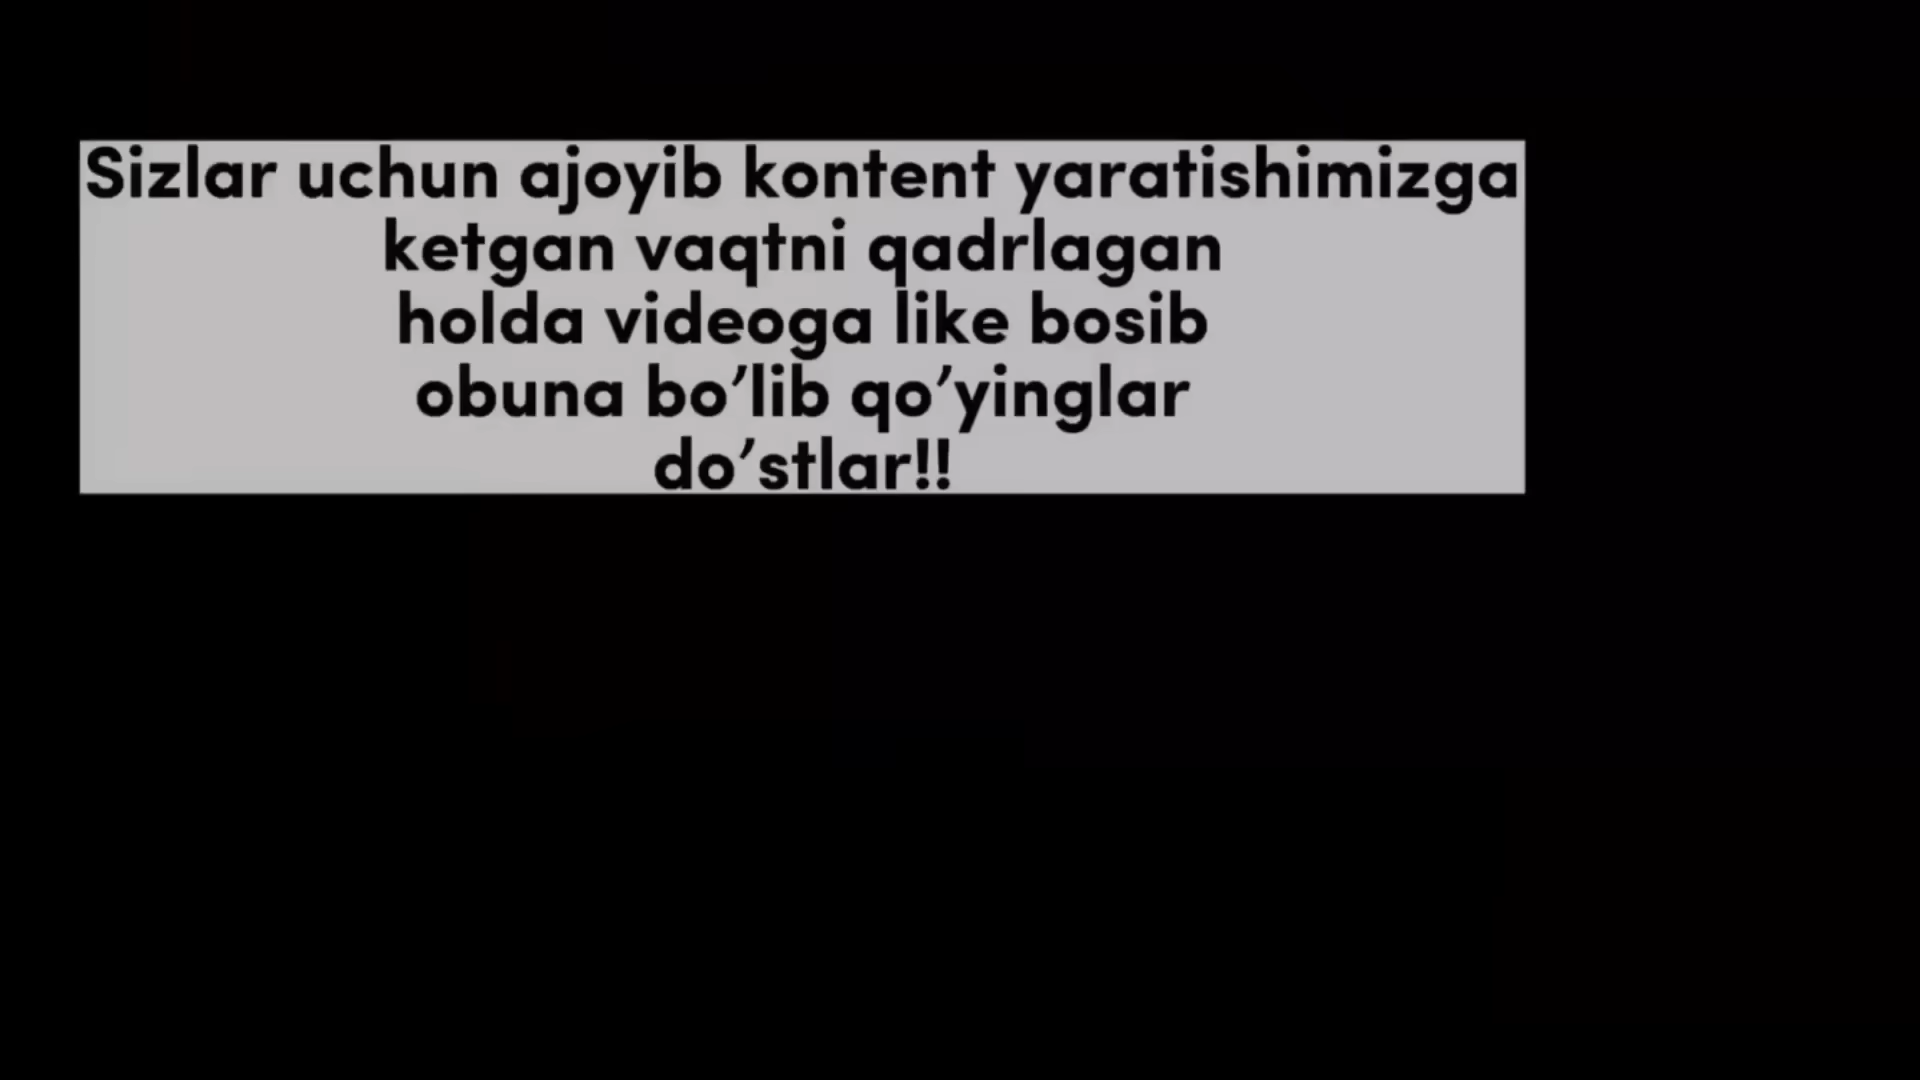 Sizlar uchun ajoyib kontent yaratishimizga
ketgan vaqtni qadrlagan
holda videoga like bosib
obuna bo’lib qo’yinglar
do’stlar!!